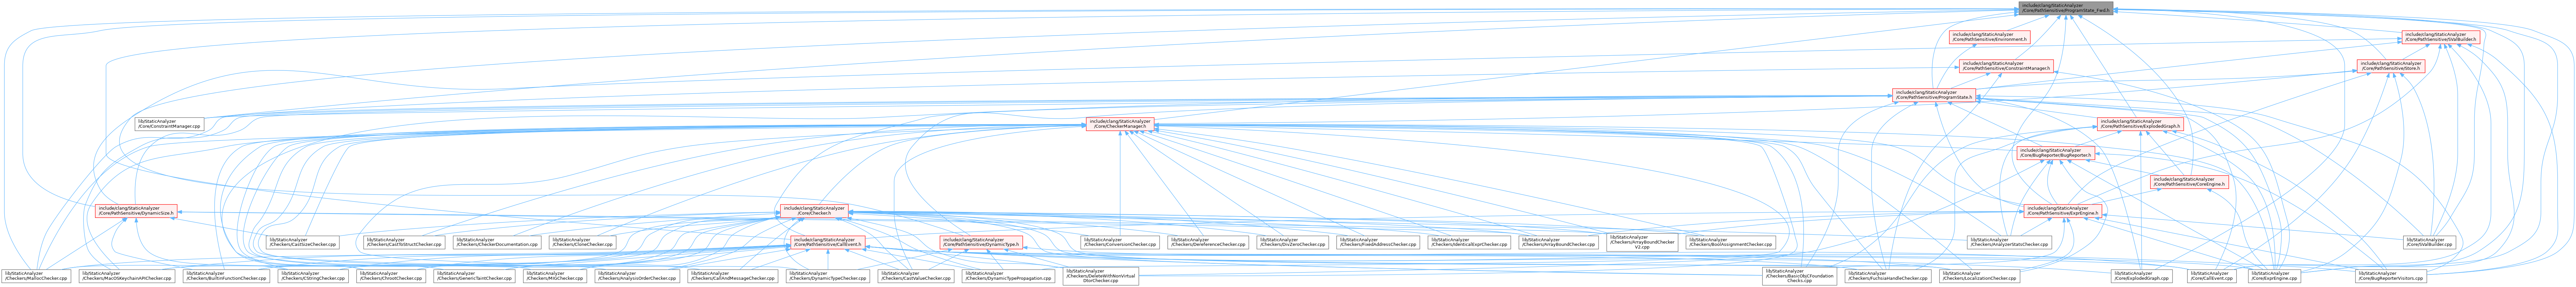 include/clang/StaticAnalyzer
/Core/PathSensitive/ProgramState_Fwd.h
include/clang/StaticAnalyzer
/Core/PathSensitive/Environment.h
include/clang/StaticAnalyzer
/Core/PathSensitive/SValBuilder.h
include/clang/StaticAnalyzer
/Core/PathSensitive/ConstraintManager.h
include/clang/StaticAnalyzer
/Core/PathSensitive/Store.h
include/clang/StaticAnalyzer
/Core/PathSensitive/ProgramState.h
lib/StaticAnalyzer
/Core/ConstraintManager.cpp
include/clang/StaticAnalyzer
/Core/CheckerManager.h
include/clang/StaticAnalyzer
/Core/PathSensitive/ExplodedGraph.h
include/clang/StaticAnalyzer
/Core/BugReporter/BugReporter.h
include/clang/StaticAnalyzer
/Core/PathSensitive/CoreEngine.h
include/clang/StaticAnalyzer
/Core/PathSensitive/DynamicSize.h
include/clang/StaticAnalyzer
/Core/Checker.h
include/clang/StaticAnalyzer
/Core/PathSensitive/ExprEngine.h
lib/StaticAnalyzer
/Checkers/CastSizeChecker.cpp
lib/StaticAnalyzer
/Checkers/CastToStructChecker.cpp
lib/StaticAnalyzer
/Checkers/CheckerDocumentation.cpp
lib/StaticAnalyzer
/Checkers/CloneChecker.cpp
include/clang/StaticAnalyzer
/Core/PathSensitive/CallEvent.h
include/clang/StaticAnalyzer
/Core/PathSensitive/DynamicType.h
lib/StaticAnalyzer
/Checkers/ConversionChecker.cpp
lib/StaticAnalyzer
/Checkers/DereferenceChecker.cpp
lib/StaticAnalyzer
/Checkers/DivZeroChecker.cpp
lib/StaticAnalyzer
/Checkers/FixedAddressChecker.cpp
lib/StaticAnalyzer
/Checkers/IdenticalExprChecker.cpp
lib/StaticAnalyzer
/Checkers/ArrayBoundChecker.cpp
lib/StaticAnalyzer
/Checkers/ArrayBoundChecker
V2.cpp
lib/StaticAnalyzer
/Checkers/BoolAssignmentChecker.cpp
lib/StaticAnalyzer
/Checkers/AnalyzerStatsChecker.cpp
lib/StaticAnalyzer
/Core/SValBuilder.cpp
lib/StaticAnalyzer
/Checkers/MallocChecker.cpp
lib/StaticAnalyzer
/Checkers/MacOSKeychainAPIChecker.cpp
lib/StaticAnalyzer
/Checkers/BuiltinFunctionChecker.cpp
lib/StaticAnalyzer
/Checkers/CStringChecker.cpp
lib/StaticAnalyzer
/Checkers/ChrootChecker.cpp
lib/StaticAnalyzer
/Checkers/GenericTaintChecker.cpp
lib/StaticAnalyzer
/Checkers/MIGChecker.cpp
lib/StaticAnalyzer
/Checkers/AnalysisOrderChecker.cpp
lib/StaticAnalyzer
/Checkers/CallAndMessageChecker.cpp
lib/StaticAnalyzer
/Checkers/DynamicTypeChecker.cpp
lib/StaticAnalyzer
/Checkers/CastValueChecker.cpp
lib/StaticAnalyzer
/Checkers/DynamicTypePropagation.cpp
lib/StaticAnalyzer
/Checkers/DeleteWithNonVirtual
DtorChecker.cpp
lib/StaticAnalyzer
/Checkers/BasicObjCFoundation
Checks.cpp
lib/StaticAnalyzer
/Checkers/FuchsiaHandleChecker.cpp
lib/StaticAnalyzer
/Checkers/LocalizationChecker.cpp
lib/StaticAnalyzer
/Core/ExplodedGraph.cpp
lib/StaticAnalyzer
/Core/CallEvent.cpp
lib/StaticAnalyzer
/Core/ExprEngine.cpp
lib/StaticAnalyzer
/Core/BugReporterVisitors.cpp